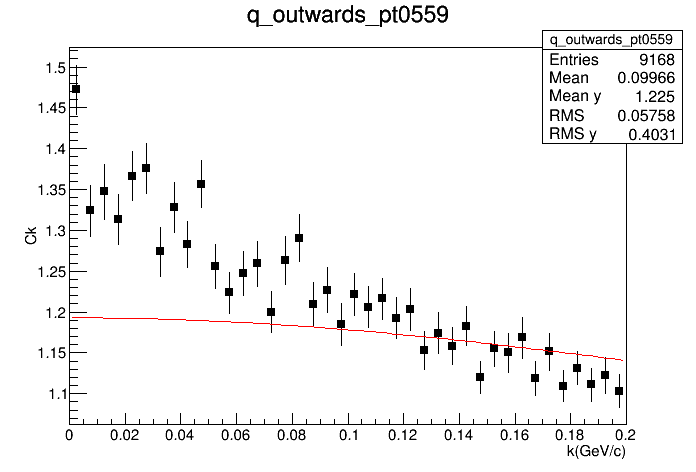 q_outwards_pt0559
q_outwards_pt0559
Entries 9168
Mean 0.09966
Mean y 1.225
RMS 0.05758
RMS y 0.4031
1.5
1.45
1.4
1.35
1.3
1.25
1.2
1.15
1.1
Ck
0 0.02 0.04 0.06 0.08 0.1 0.12 0.14 0.16 0.18 0.2
k(GeV/c)